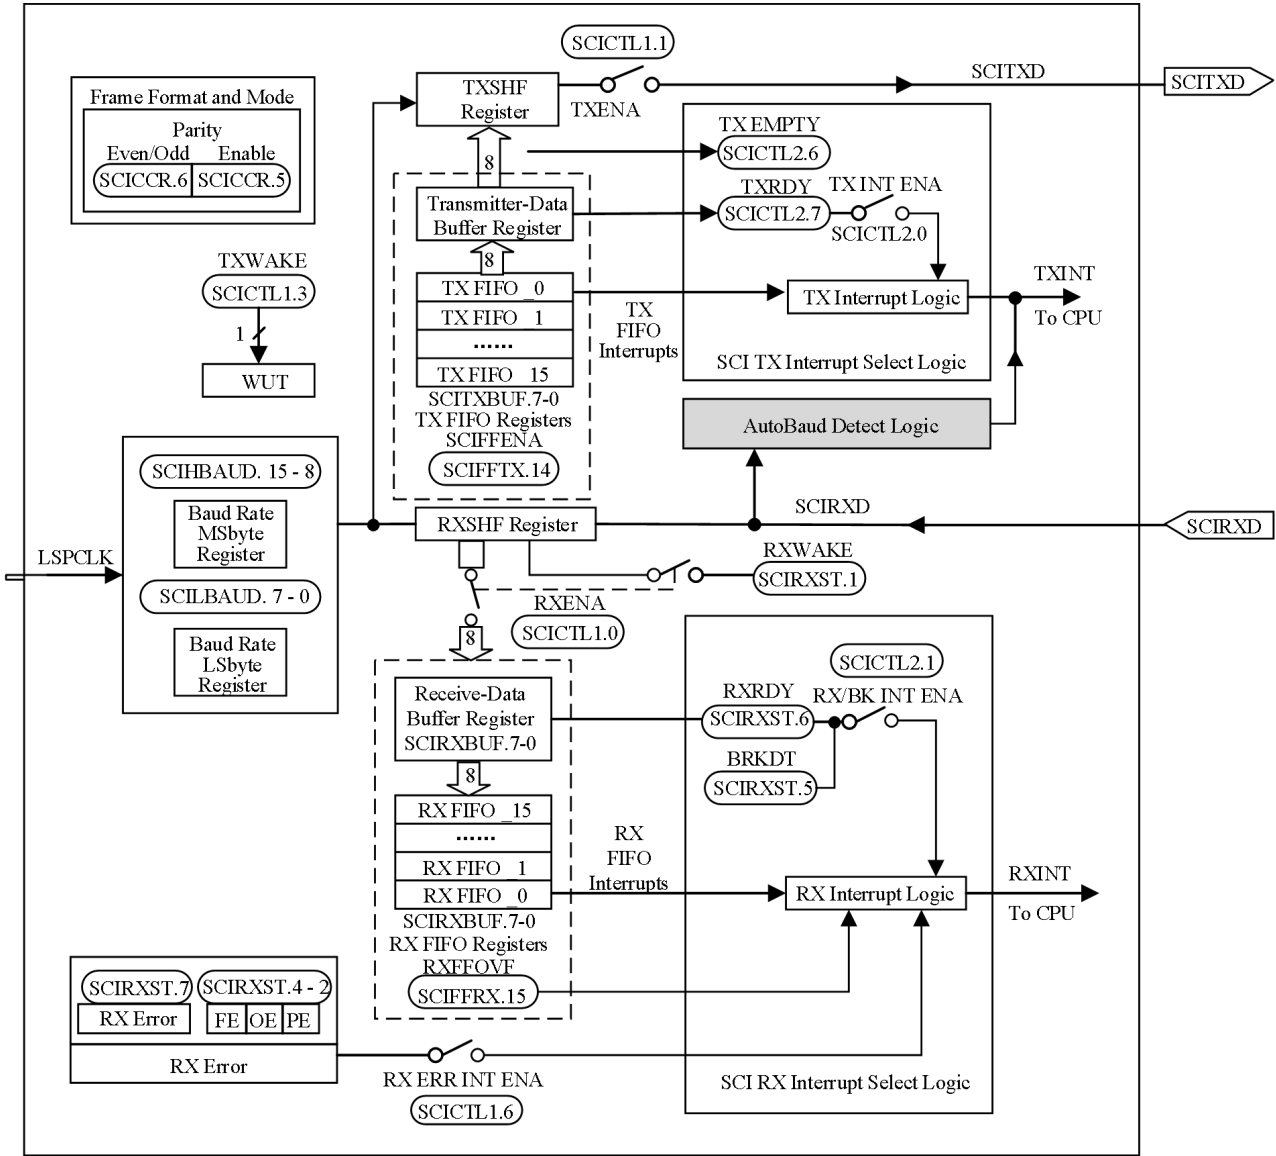 SCICTL1.1
SCITXD
SCITXD
TXENA
TXSHF
Register
Frame Format and Mode
Parity
Even/Odd Enable
SCICCR.6 SCICCR.5
8
TX EMPTY
SCICTL2.6
Transmitter-Data
Buffer Register
TXRDY
TX INT ENA
SCICTL2.7
SCICTL2.0
8
TXWAKE
SCICTL1.3
1
WUT
TX FIFO _0
TX FIFO _1
······
TX FIFO _15
SCITXBUF.7-0
TX FIFO Registers
SCIFFENA
SCIFFTX.14
TX
FIFO
Interrupts
TX Interrupt Logic
TXINT
To CPU
SCI TX Interrupt Select Logic
AutoBaud Detect Logic
SCIHBAUD. 15 - 8
Baud Rate
MSbyte
Register
SCILBAUD. 7 - 0
Baud Rate
LSbyte
Register
LSPCLK
RXSHF Register
SCIRXD
SCIRXD
RXWAKE
SCIRXST.1
RXENA
SCICTL1.0
8
Receive-Data
Buffer Register
SCIRXBUF.7-0
8
SCICTL2.1
RXRDY
RX/BK INT ENA
SCIRXST.6
BRKDT
SCIRXST.5
RX FIFO _15
······
RX FIFO _1
RX FIFO _0
SCIRXBUF.7-0
RX FIFO Registers
RXFFOVF
SCIFFRX.15
RX
FIFO
Interrupts
RX Interrupt Logic
RXINT
To CPU
SCIRXST.7 SCIRXST.4 - 2
RX Error FE OE PE
RX Error
RX ERR INT ENA
SCICTL1.6
SCI RX Interrupt Select Logic